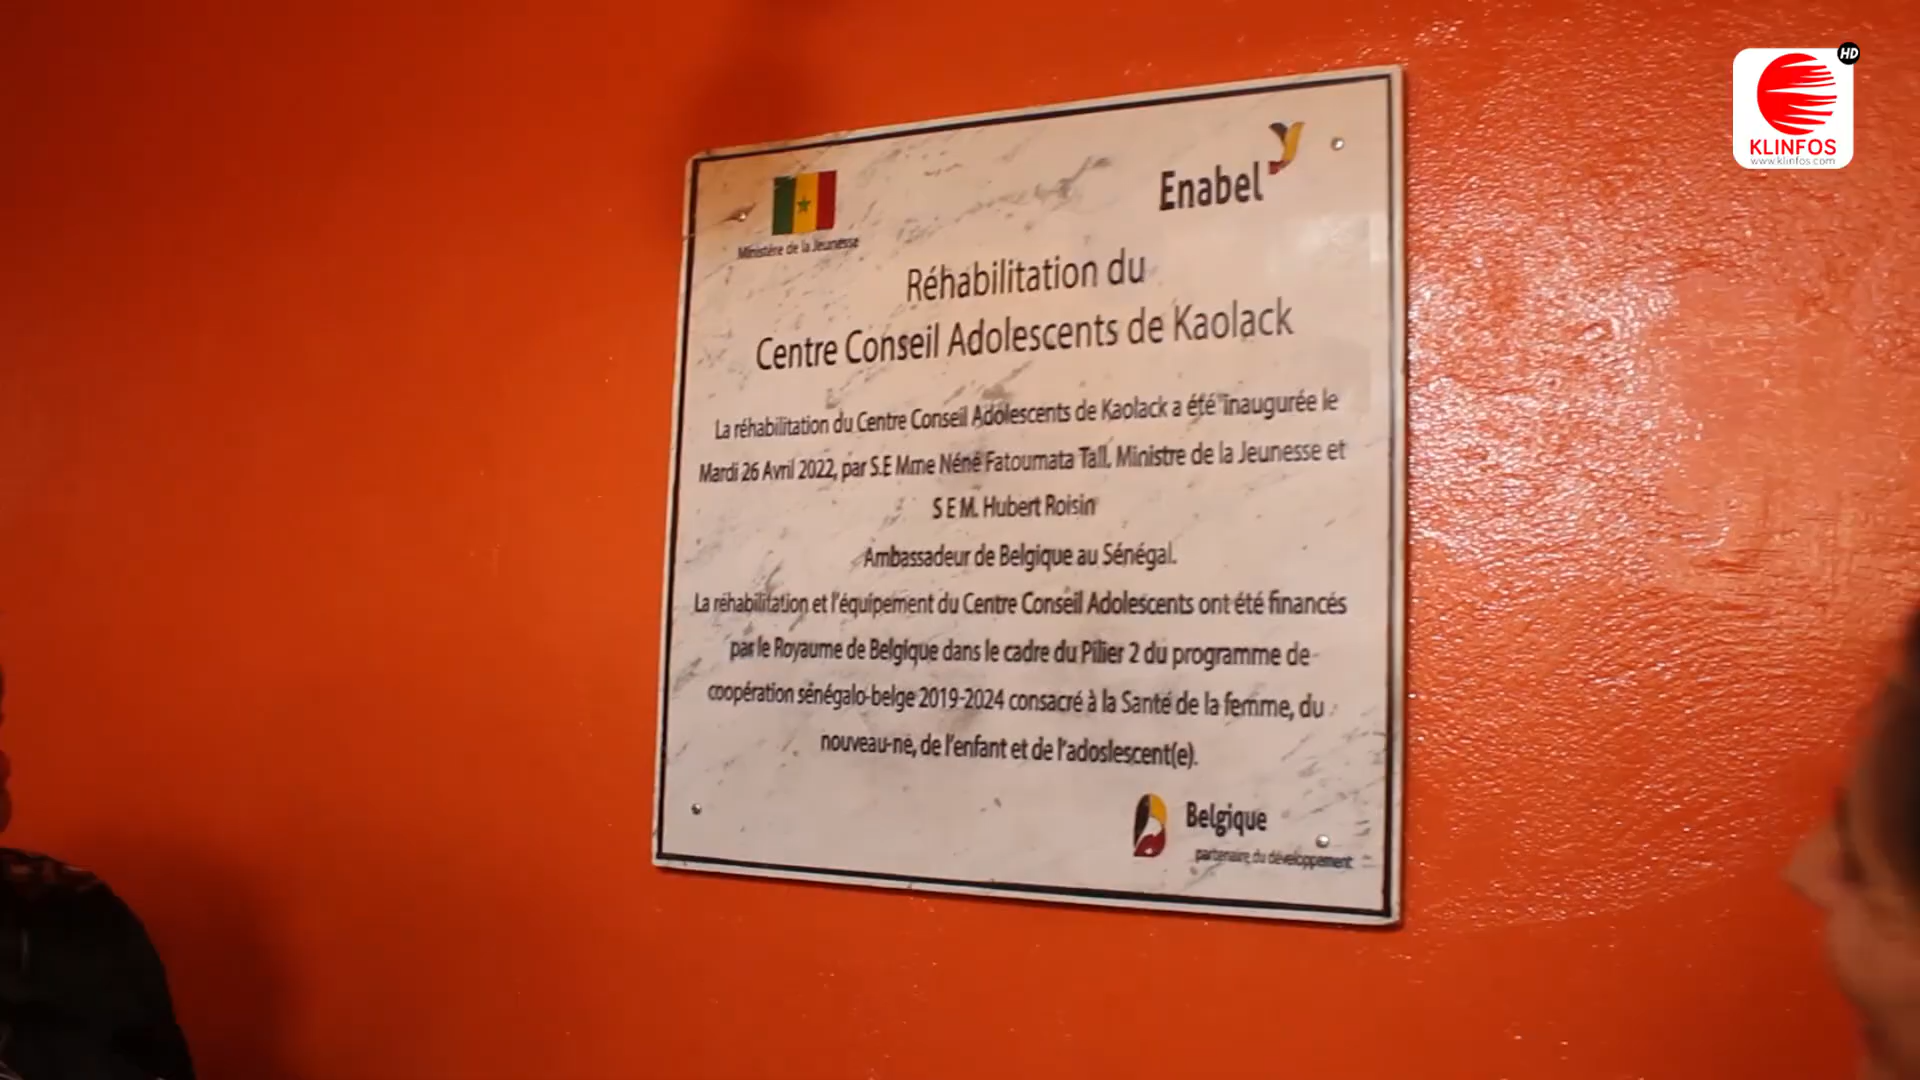 HD
KLINFOS
www.klinfos.com
Ministère de la Jeunesse
Enabel
Réhabilitation du
Centre Conseil Adolescents de Kaolack
La réhabilitation du Centre Conseil Adolescents de Kaolack a été inaugurée le
Mardi 26 Avril 2022, par S.E Mme Néné Fatoumata Tall, Ministre de la Jeunesse et
S E M. Hubert Roisin
Ambassadeur de Belgique au Sénégal.
La réhabilitation et l'équipement du Centre Conseil Adolescents ont été financés
par le Royaume de Belgique dans le cadre du Pilier 2 du programme de
coopération sénégalo-belge 2019-2024 consacré à la Santé de la femme, du
nouveau-né, de l'enfant et de l'adoslescent(e).
Belgique
partenaire du développement